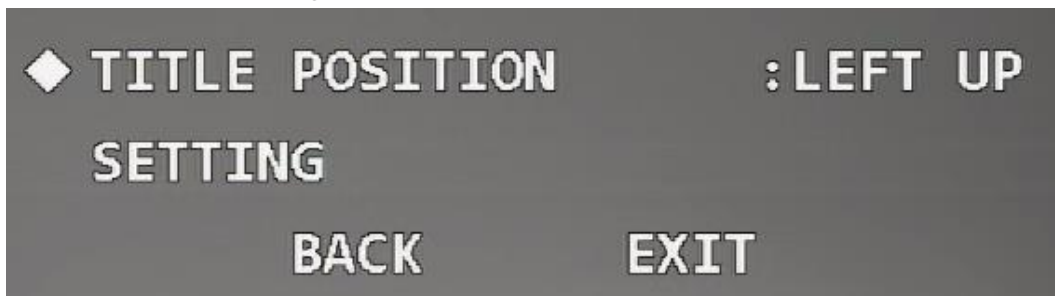 ◆ TITLE POSITION :LEFT UP
SETTING
BACK EXIT